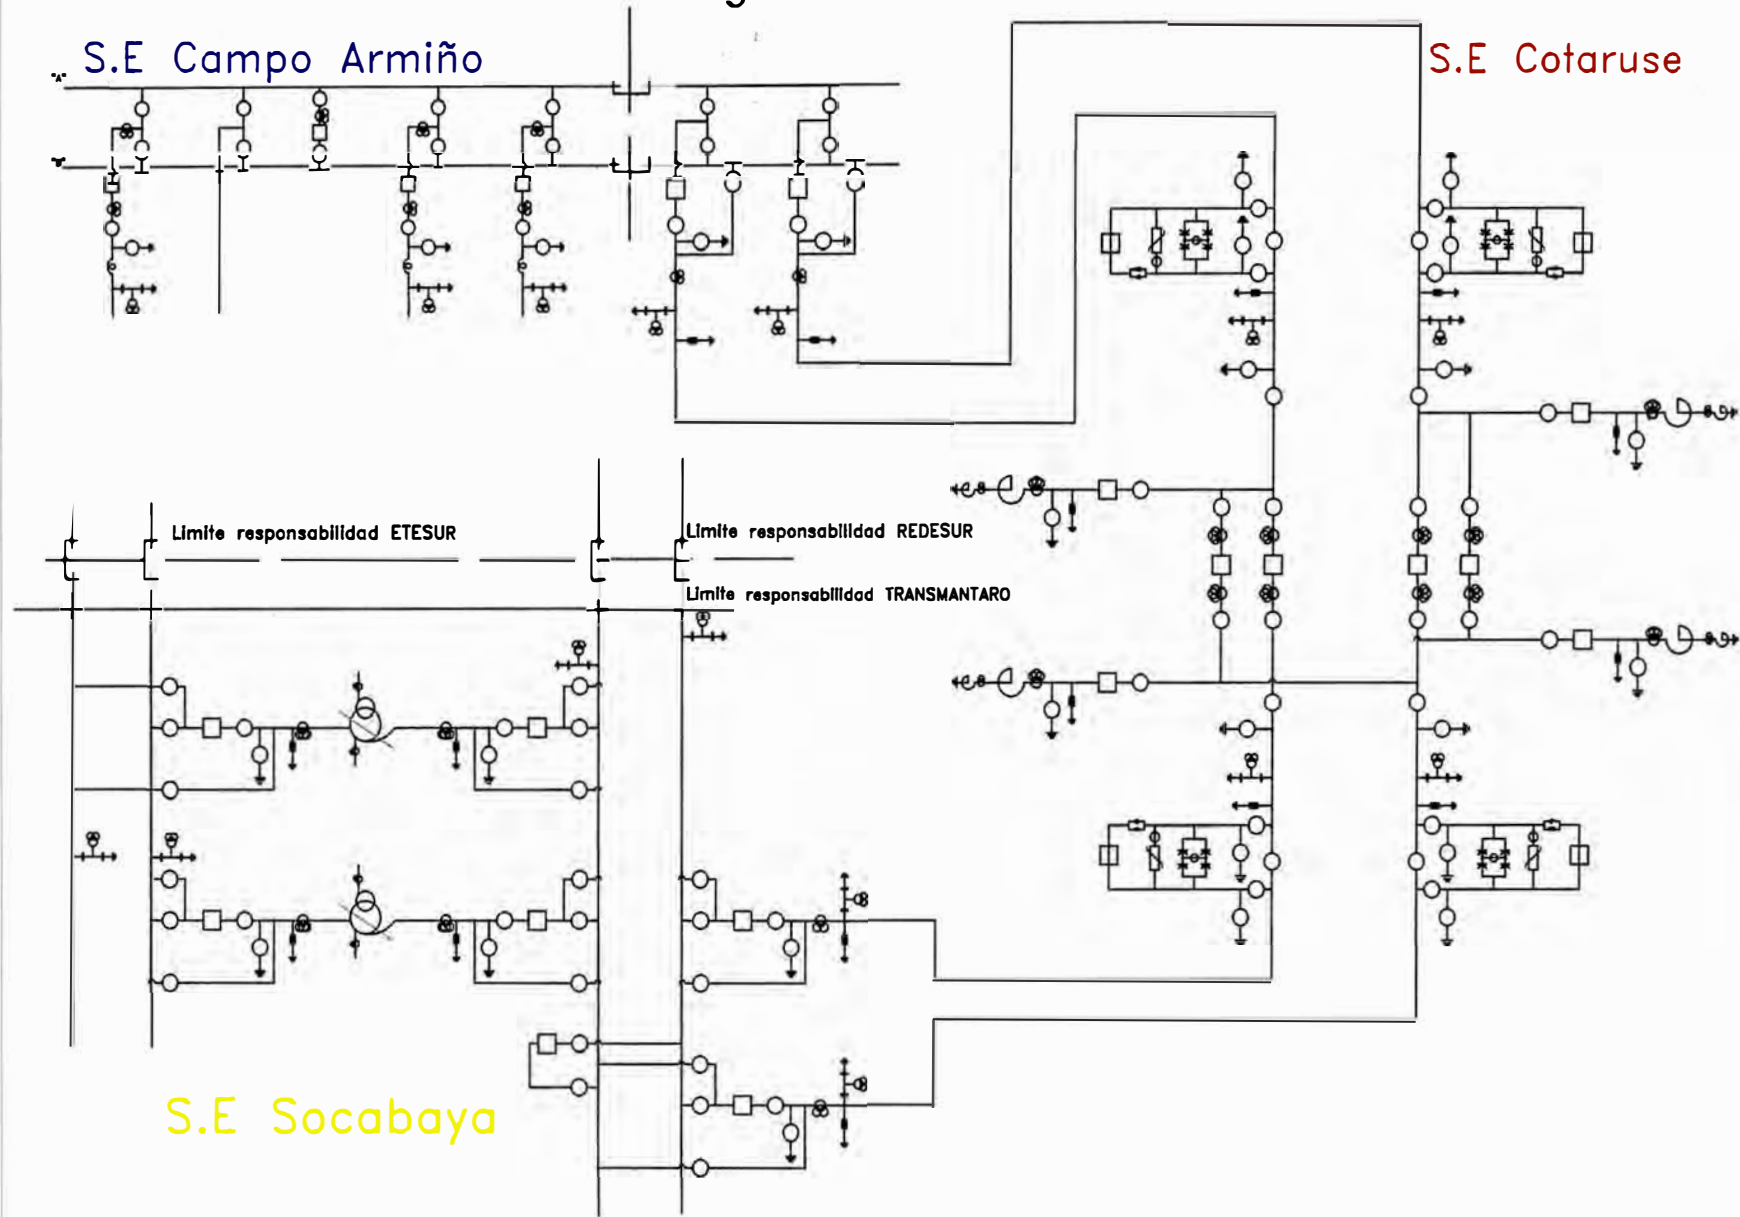 S.E Campo Armiño
S.E Cotaruse
"A"
Limite responsabilidad ETESUR
Limite responsabilidad REDESUR
Limite responsabilidad TRANSMANTARO
S.E Socabaya